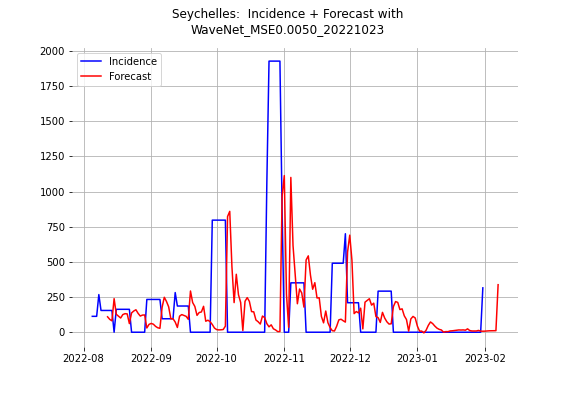 Seychelles:  Incidence + Forecast with
WaveNet_MSE0.0050_20221023
Incidence
Forecast
2000
1750
1500
1250
1000
750
500
250
0
2022-08 2022-09 2022-10 2022-11 2022-12 2023-01 2023-02